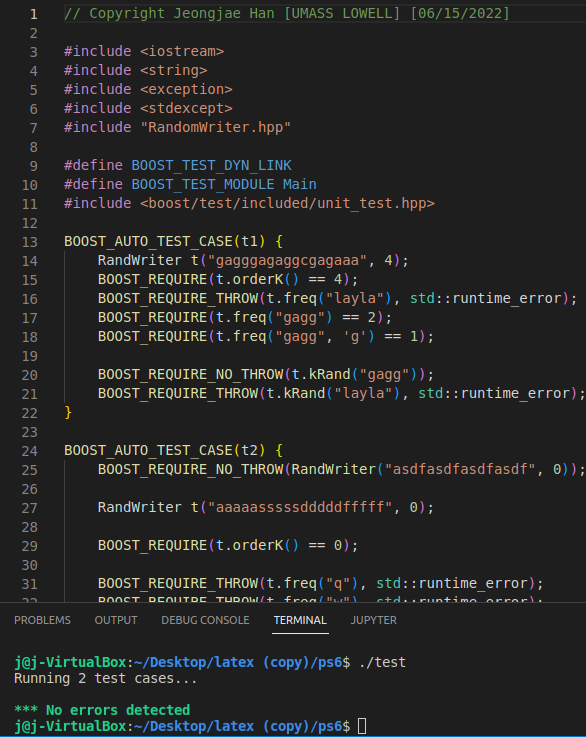 1 // Copyright Jeongjae Han [UMASS LOWELL] [06/15/2022]
2
3 #include <iostream>
4 #include <string>
5 #include <exception>
6 #include <stdexcept>
7 #include "RandomWriter.hpp"
8
9 #define BOOST_TEST_DYN_LINK
10 #define BOOST_TEST_MODULE Main
11 #include <boost/test/included/unit_test.hpp>
12
13 BOOST_AUTO_TEST_CASE(t1) {
14     RandWriter t("gagggagaggcgagaaa", 4);
15     BOOST_REQUIRE(t.orderK() == 4);
16     BOOST_REQUIRE_THROW(t.freq("layla"), std::runtime_error);
17     BOOST_REQUIRE(t.freq("gagg") == 2);
18     BOOST_REQUIRE(t.freq("gagg", 'g') == 1);
19
20     BOOST_REQUIRE_NO_THROW(t.kRand("gagg"));
21     BOOST_REQUIRE_THROW(t.kRand("layla"), std::runtime_error);
22 }
23
24 BOOST_AUTO_TEST_CASE(t2) {
25     BOOST_REQUIRE_NO_THROW(RandWriter("asdfasdfasdfasdf", 0));
26
27     RandWriter t("aaaaasssssdddddfffff", 0);
28
29     BOOST_REQUIRE(t.orderK() == 0);
30
31     BOOST_REQUIRE_THROW(t.freq("q"), std::runtime_error);
32     BOOST_REQUIRE_THROW(t.freq("w"), std::runtime_error);
PROBLEMS OUTPUT DEBUG CONSOLE TERMINAL JUPYTER
j@j-VirtualBox:~/Desktop/latex (copy)/ps6$ ./test
Running 2 test cases...

*** No errors detected
j@j-VirtualBox:~/Desktop/latex (copy)/ps6$